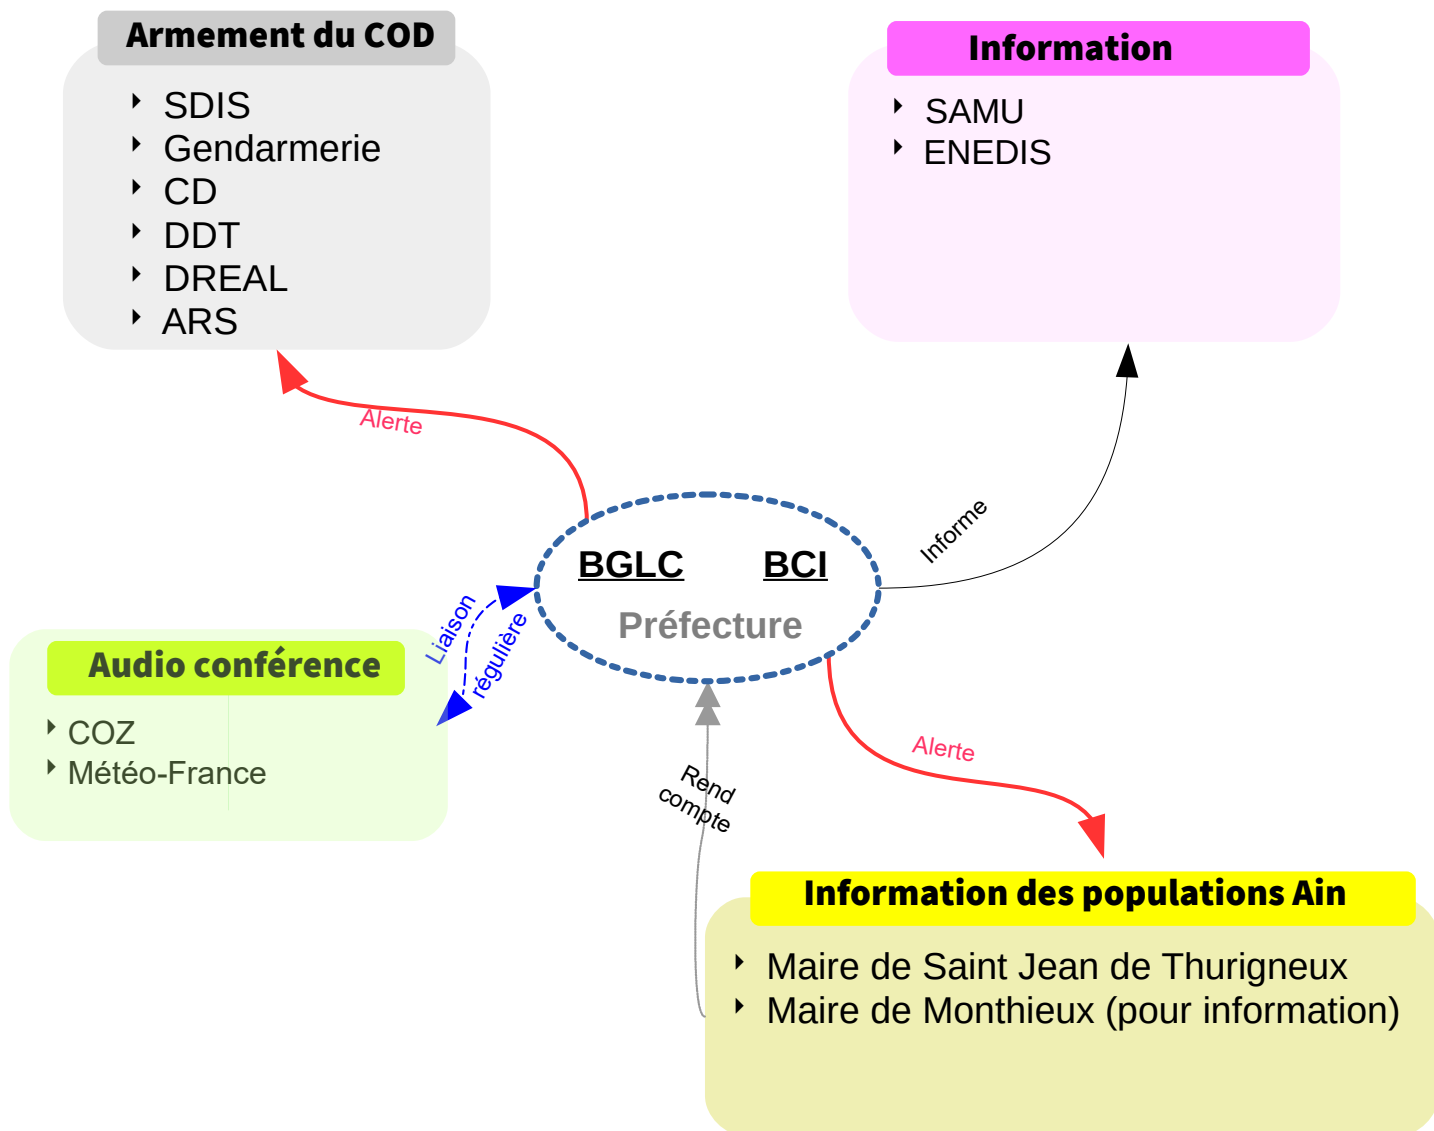 Armement du COD
SDIS
Gendarmerie
CD
DDT
DREAL
ARS
Information
SAMU
ENEDIS
Alerte
Informe
BGLC BCI
Préfecture
Liaison
régulière
Audio conférence
COZ
Météo-France
Rend
compte
Alerte
Information des populations Ain
Maire de Saint Jean de Thurigneux
Maire de Monthieux (pour information)